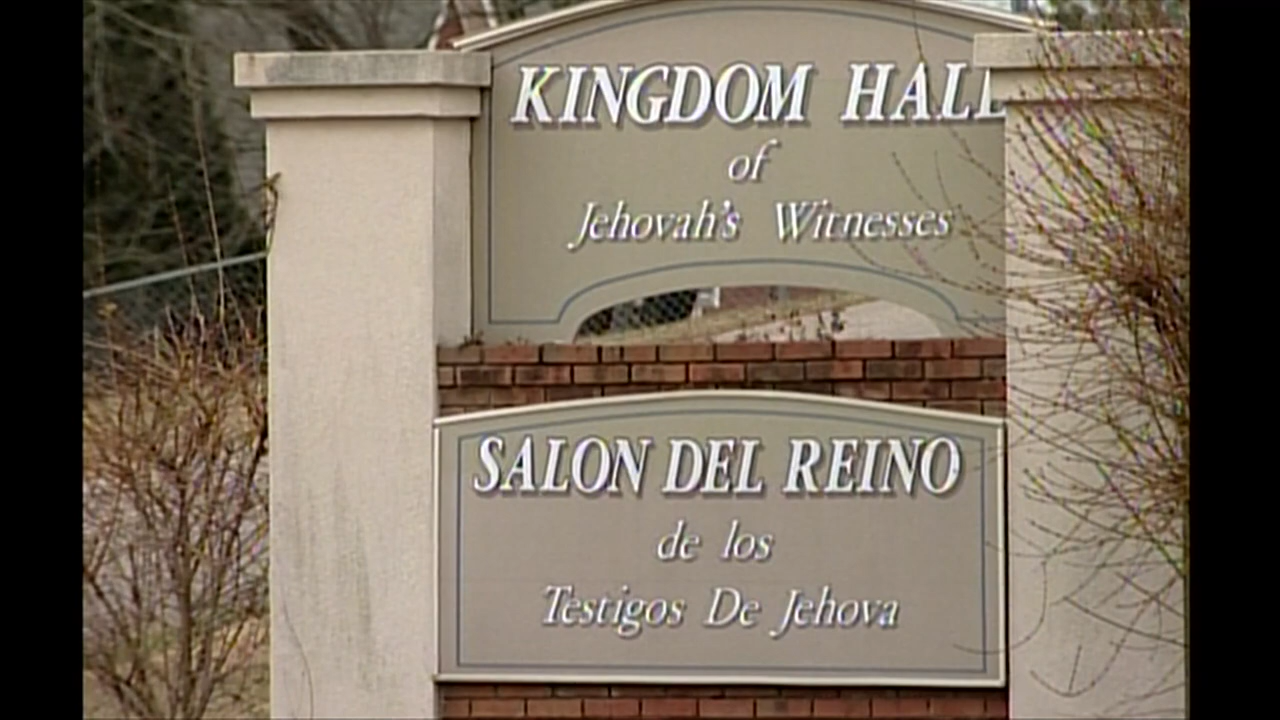 KINGDOM HALL
of
Jehovah's Witnesses
SALON DEL REINO
de los
Testigos De Jehova